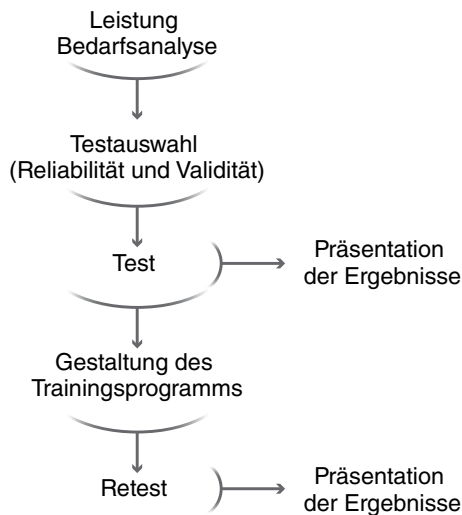 Leistung
Bedarfsanalyse
Testauswahl
(Reliabilität und Validität)
Test
Präsentation
der Ergebnisse
Gestaltung des
Trainingsprogramms
Retest
Präsentation
der Ergebnisse